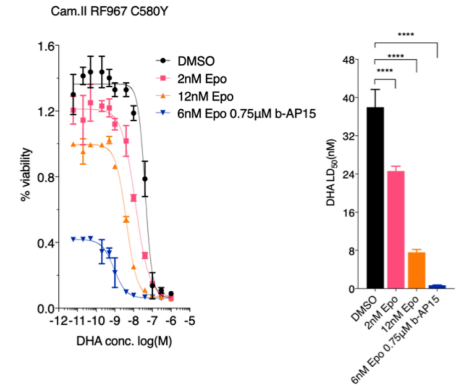 Cam.II RF967 C580Y
DMSO
2nM Epo
12nM Epo
6nM Epo 0.75μM b-AP15
1.6
1.2
0.8
0.4
0.0
% viability
-12 -11 -10 -9 -8 -7 -6 -5
DHA conc. log(M)
****
****
****
48
40
32
24
16
8
0
DHA LD50(nM)
DMSO
2nM Epo
12nM Epo
6nM Epo 0.75μM b-AP15